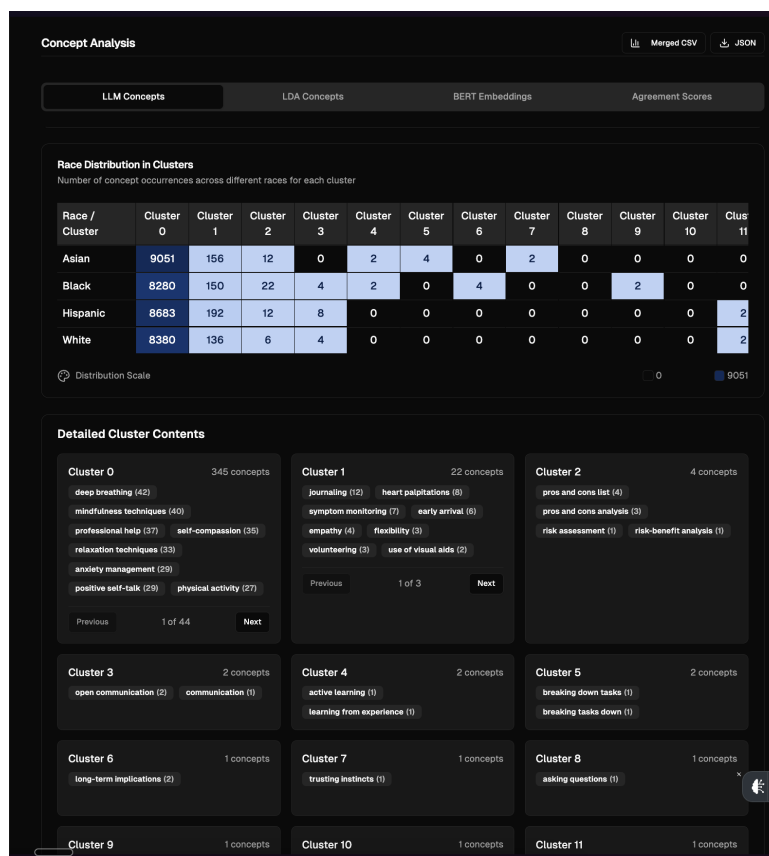 Concept Analysis
Merged CSV
JSON
LLM Concepts
LDA Concepts
BERT Embeddings
Agreement Scores
Race Distribution in Clusters
Number of concept occurrences across different races for each cluster
Race / Cluster Cluster 0 Cluster 1 Cluster 2 Cluster 3 Cluster 4 Cluster 5 Cluster 6 Cluster 7 Cluster 8 Cluster 9 Cluster 10 Clus 11
Asian 9051 156 12 0 2 4 0 2 0 0 0 0
Black 8280 150 22 4 2 0 4 0 0 2 0 0
Hispanic 8683 192 12 8 0 0 0 0 0 0 0 2
White 8380 136 6 4 0 0 0 0 0 0 0 2
Distribution Scale
0
9051
Detailed Cluster Contents
Cluster 0 345 concepts
deep breathing (42)
mindfulness techniques (40)
professional help (37) self-compassion (35)
relaxation techniques (33)
anxiety management (29)
positive self-talk (29) physical activity (27)
Previous 1 of 44 Next
Cluster 1 22 concepts
journaling (12) heart palpitations (8)
symptom monitoring (7) early arrival (6)
empathy (4) flexibility (3)
volunteering (3) use of visual aids (2)
Previous 1 of 3 Next
Cluster 2 4 concepts
pros and cons list (4)
pros and cons analysis (3)
risk assessment (1) risk-benefit analysis (1)
Cluster 3 2 concepts
open communication (2) communication (1)
Cluster 4 2 concepts
active learning (1)
learning from experience (1)
Cluster 5 2 concepts
breaking down tasks (1)
breaking tasks down (1)
Cluster 6 1 concepts
long-term implications (2)
Cluster 7 1 concepts
trusting instincts (1)
Cluster 8 1 concepts
asking questions (1)
Cluster 9 1 concepts
Cluster 10 1 concepts
Cluster 11 1 concepts